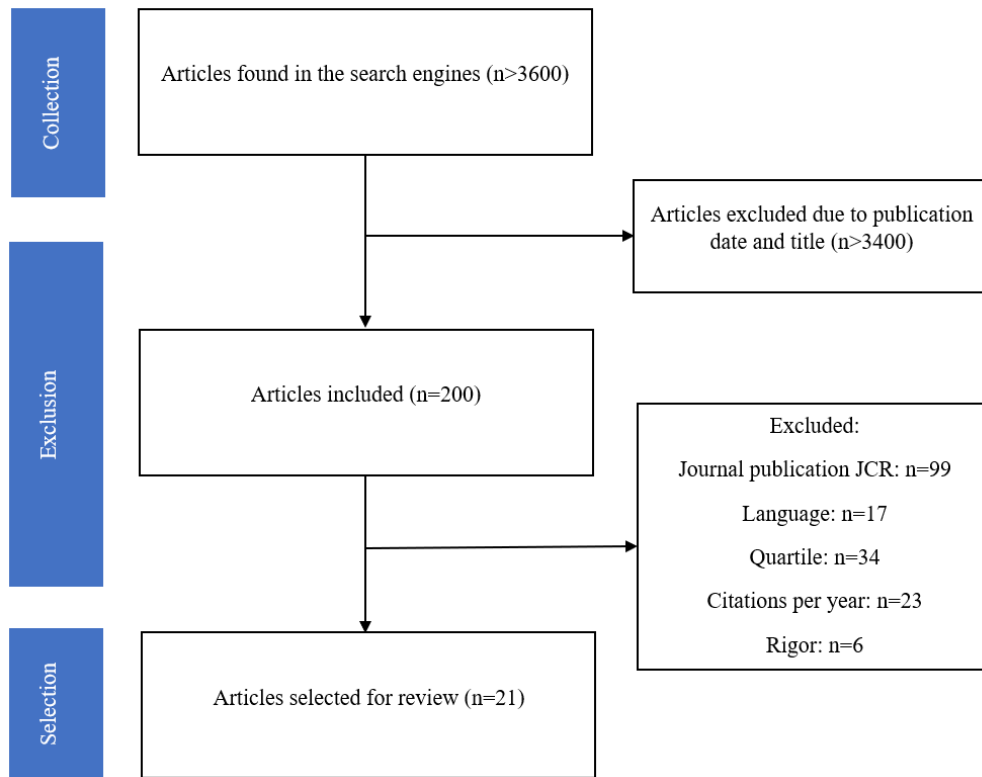 Collection
Articles found in the search engines (n>3600)
Articles excluded due to publication
date and title (n>3400)
Exclusion
Articles included (n=200)
Excluded:
Journal publication JCR: n=99
Language: n=17
Quartile: n=34
Citations per year: n=23
Rigor: n=6
Selection
Articles selected for review (n=21)